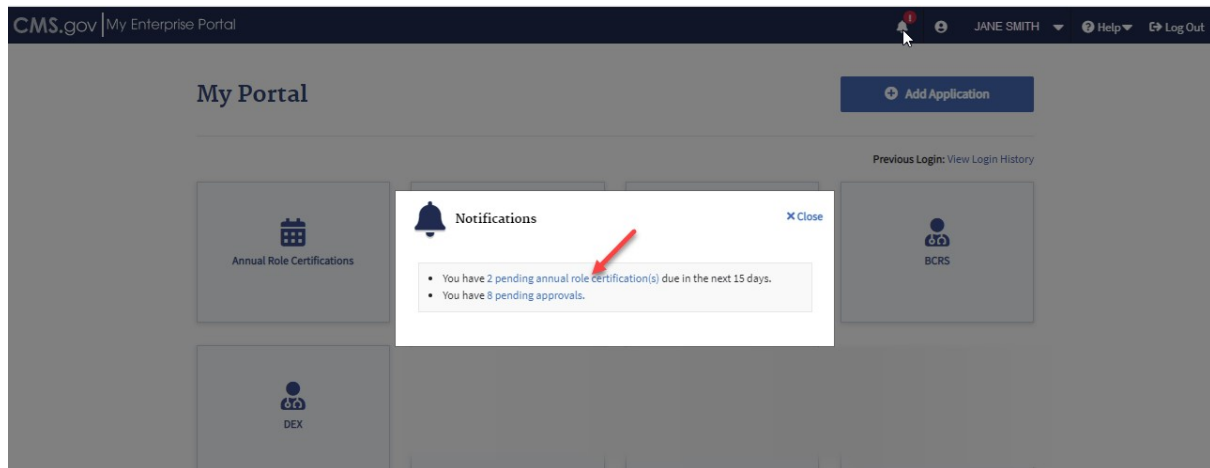 CMS.gov My Enterprise Portal
1
JANE SMITH
Help
Log Out
My Portal
Add Application
Previous Login: View Login History
Annual Role Certifications
BCRS
Notifications
Close
• You have 2 pending annual role certification(s) due in the next 15 days.
• You have 8 pending approvals.
DEX